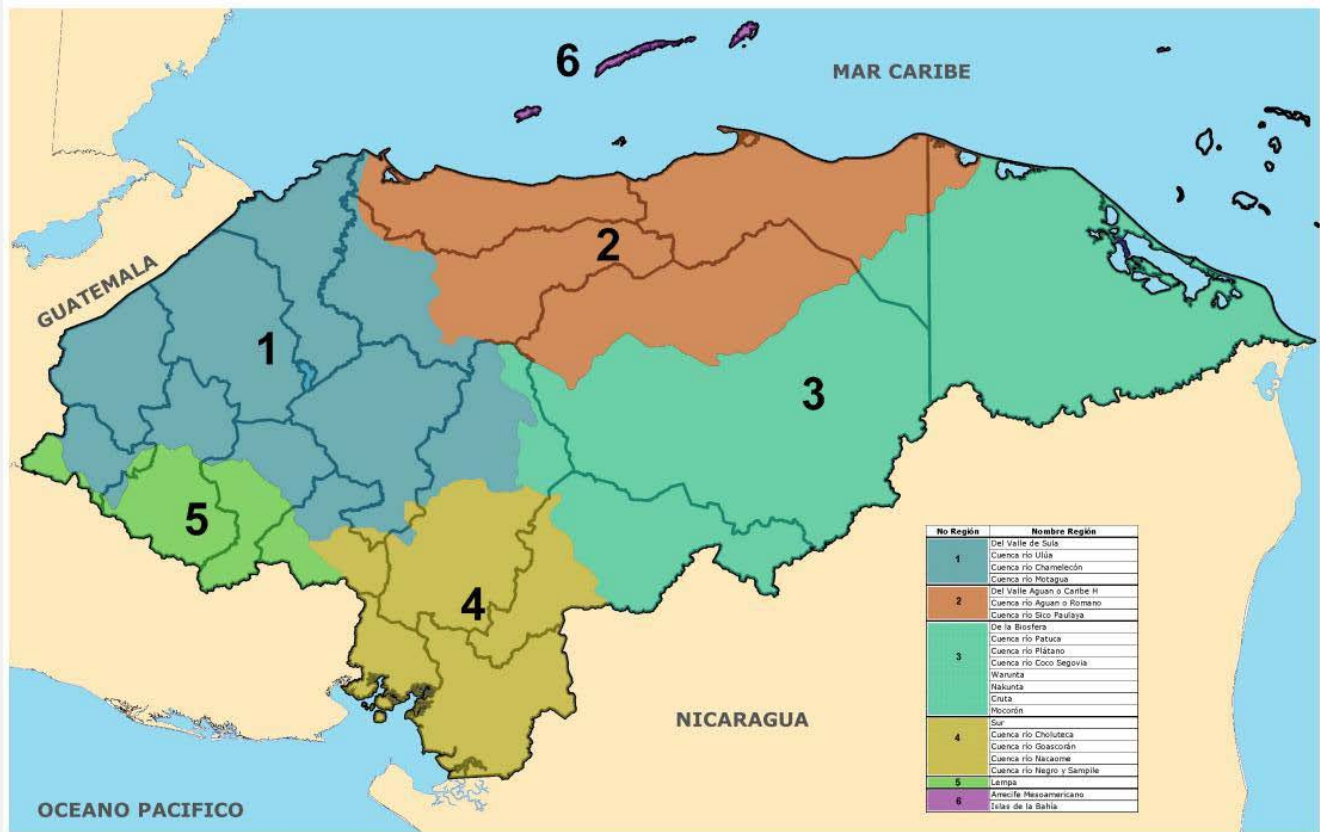 6
MAR CARIBE
2
GUATEMALA
1
3
5
4
NICARAGUA
OCEANO PACIFICO
No Región Nombre Región
1
Del Valle de Sula
Cuenca río Ulúa
Cuenca río Chamelecón
Cuenca río Motagua
2
Del Valle Aguan o Caribe H
Cuenca río Aguan o Romano
Cuenca río Sico Paulaya
3
De la Biosfera
Cuenca río Patuca
Cuenca río Plátano
Cuenca río Coco Segovia
Warunta
Nakunta
Cruta
Mocorón
4
Sur
Cuenca río Choluteca
Cuenca río Goascorán
Cuenca río Nacaome
Cuenca río Negro y Sampile
5 Lempa
6
Arrecife Mesoamericano
Islas de la Bahía